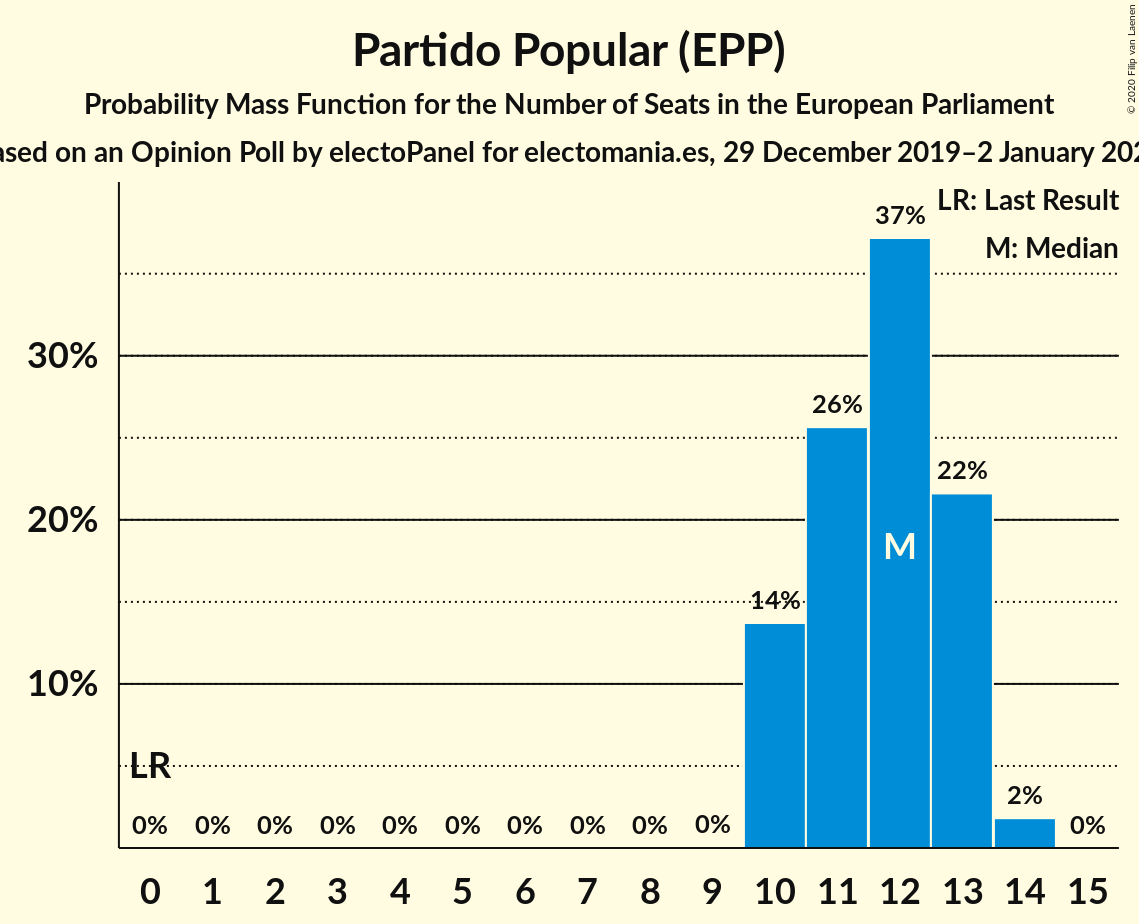 Partido Popular (EPP)
Probability Mass Function for the Number of Seats in the European Parliament
on an Opinion Poll by electoPanel for electomania.es, 29 December 2019–2 January
© 2020 Filip van Laenen
LR: Last Result
M: Median
37%
30%
26%
22%
20%
M
14%
10%
LR
2%
0% 0% 0% 0% 0% 0% 0% 0% 0% 0% 0%
0 1 2 3 4 5 6 7 8 9 10 11 12 13 14 15